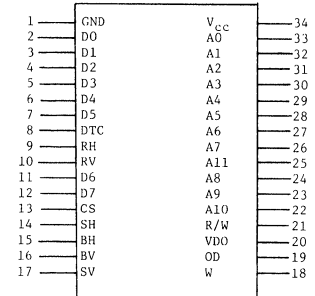 1 GND Vcc 34
2 D0 A0 33
3 D1 A1 32
4 D2 A2 31
5 D3 A3 30
6 D4 A4 29
7 D5 A5 28
8 DTC A6 27
9 RH A7 26
10 RV A11 25
11 D6 A8 24
12 D7 A9 23
13 CS A10 22
14 SH R/W 21
15 BH VDO 20
16 BV OD 19
17 SV W 18